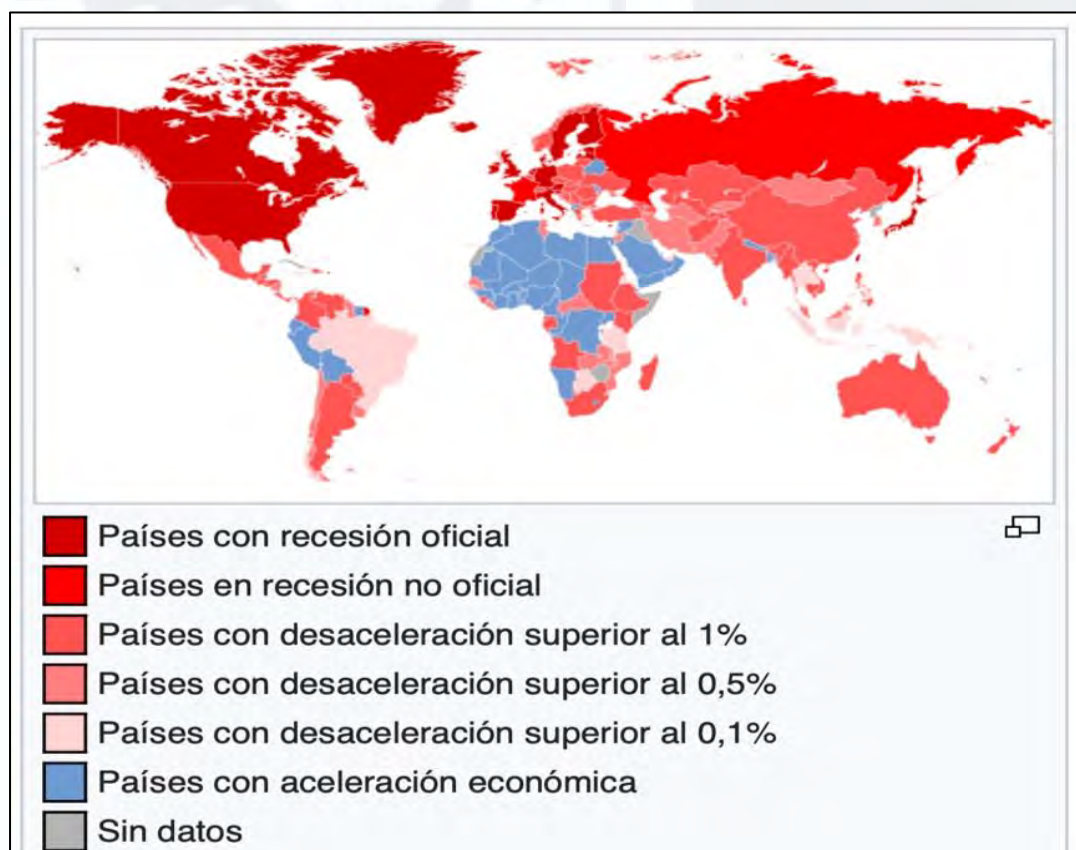 Países con recesión oficial
Países en recesión no oficial
Países con desaceleración superior al 1%
Países con desaceleración superior al 0,5%
Países con desaceleración superior al 0,1%
Países con aceleración económica
Sin datos